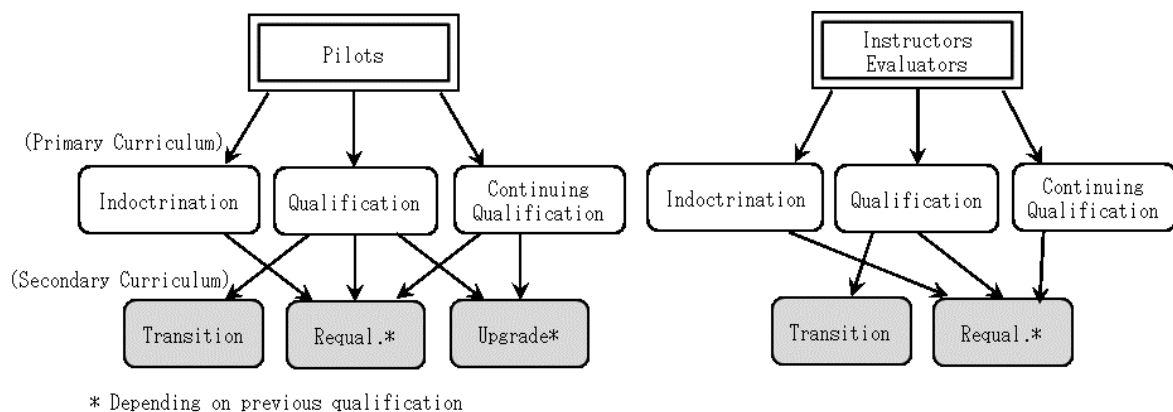 Pilots
Instructors
Evaluators
(Primary Curriculum)
Indoctrination
Qualification
Continuing
Qualification
Indoctrination
Qualification
Continuing
Qualification
(Secondary Curriculum)
Transition
Requal.*
Upgrade*
Transition
Requal.*
* Depending on previous qualification